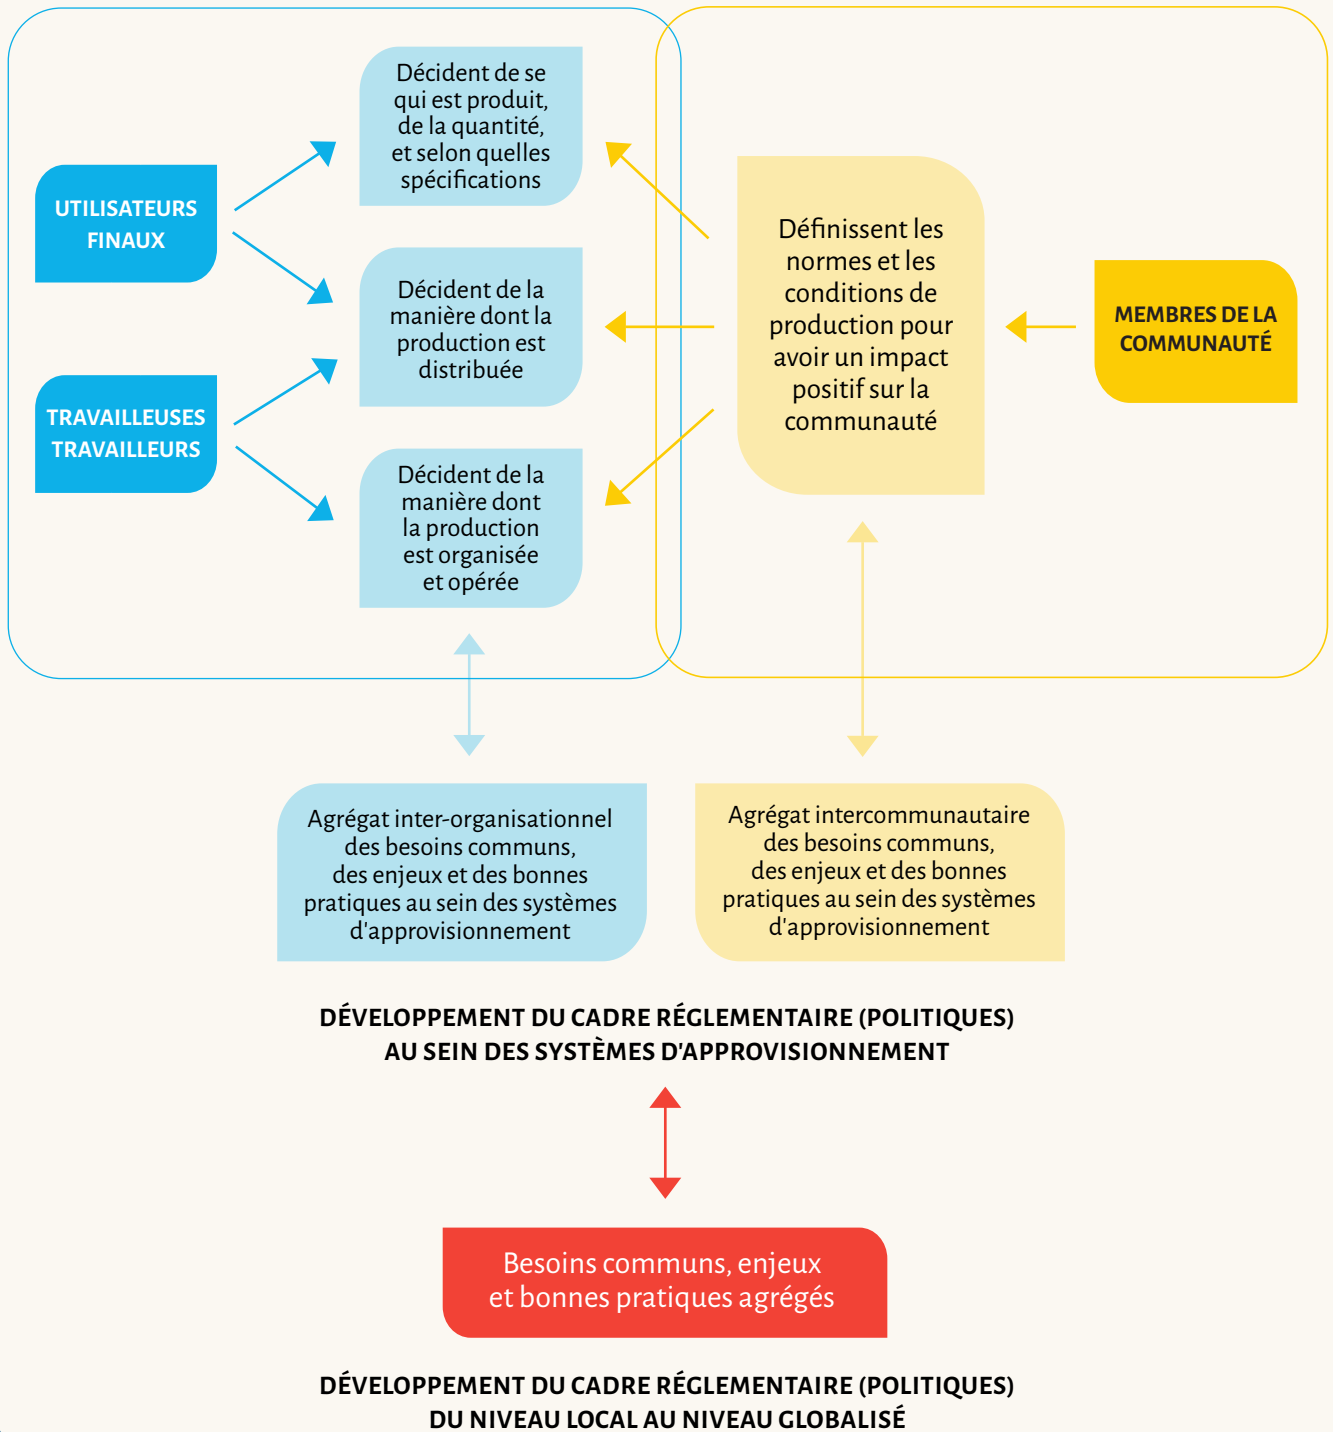 Décident de se
qui est produit,
de la quantité,
et selon quelles
spécifications
UTILISATEURS
FINAUX
Décident de la
manière dont la
production est
distribuée
TRAVAILLEUSES
TRAVAILLEURS
Décident de la
manière dont
la production
est organisée
et opérée
Définissent les
normes et les
conditions de
production pour
avoir un impact
positif sur la
communauté
MEMBRES DE LA
COMMUNAUTÉ
Agrégat inter-organisationnel
des besoins communs,
des enjeux et des bonnes
pratiques au sein des systèmes
d'approvisionnement
Agrégat intercommunautaire
des besoins communs,
des enjeux et des bonnes
pratiques au sein des systèmes
d'approvisionnement
DÉVELOPPEMENT DU CADRE RÉGLEMENTAIRE (POLITIQUES)
AU SEIN DES SYSTÈMES D'APPROVISIONNEMENT
Besoins communs, enjeux
et bonnes pratiques agrégés
DÉVELOPPEMENT DU CADRE RÉGLEMENTAIRE (POLITIQUES)
DU NIVEAU LOCAL AU NIVEAU GLOBALISÉ